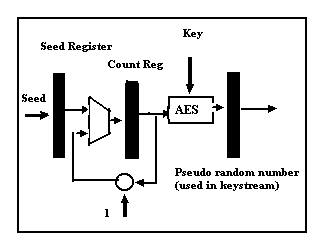 Key
Seed Register
Count Reg
Seed
AES
Pseudo random number
(used in keystream)
1